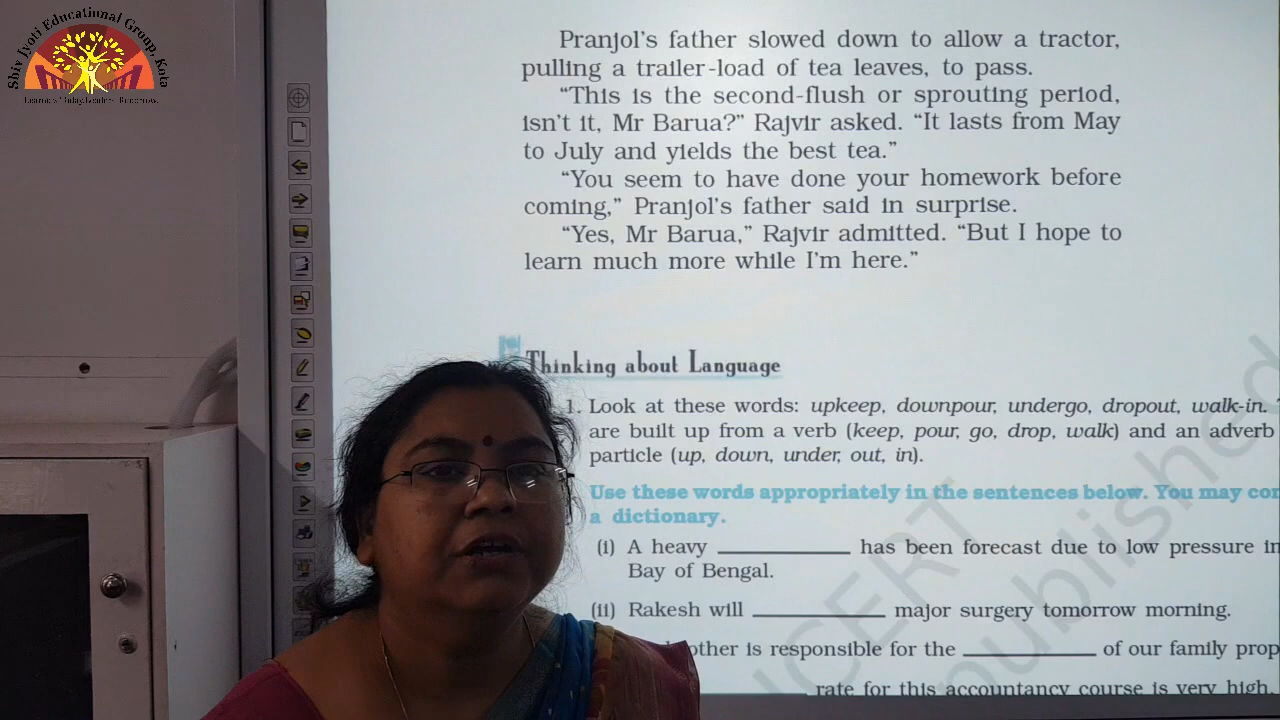 Shiv Jyoti Educational Group, Kota
Pranjol's father slowed down to allow a tractor,
pulling a trailer-load of tea leaves, to pass.
"This is the second-flush or sprouting period,
isn't it, Mr Barua?" Rajvir asked. "It lasts from May
to July and yields the best tea."
"You seem to have done your homework before
coming," Pranjol's father said in surprise.
"Yes, Mr Barua," Rajvir admitted. "But I hope to
learn much more while I'm here."
Thinking about Language
1. Look at these words: upkeep, downpour, undergo, dropout, walk-in.
are built up from a verb (keep, pour, go, drop, walk) and an adverb
particle (up, down, under, out, in).
Use these words appropriately in the sentences below. You may con
a dictionary.
(i) A heavy ____________ has been forecast due to low pressure in
Bay of Bengal.
(ii) Rakesh will ____________ major surgery tomorrow morning.
other is responsible for the ____________ of our family prop
rate for this accountancy course is very high.
published